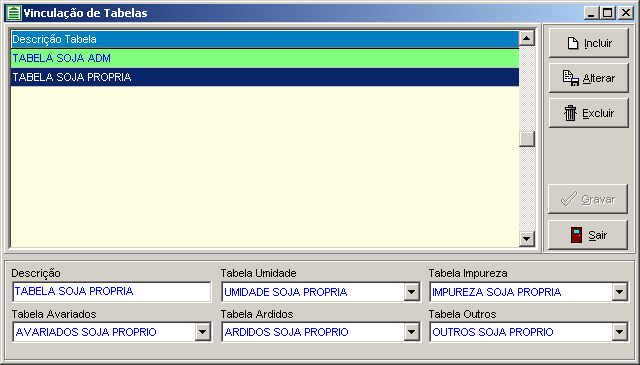 Vinculação de Tabelas
Descrição Tabela
TABELA SOJA ADM
TABELA SOJA PROPRIA
Incluir
Alterar
Excluir
Gravar
Sair
Descrição
Tabela Umidade
Tabela Impureza
TABELA SOJA PROPRIA
UMIDADE SOJA PROPRIA
IMPUREZA SOJA PROPRIA
Tabela Avariados
Tabela Ardidos
Tabela Outros
AVARIADOS SOJA PROPRIO
ARDIDOS SOJA PROPRIO
OUTROS SOJA PROPRIO